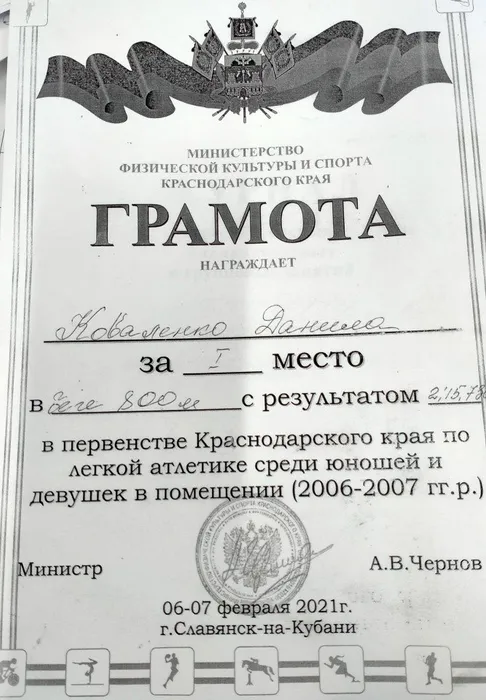 МИНИСТЕРСТВО
ФИЗИЧЕСКОЙ КУЛЬТУРЫ И СПОРТА
КРАСНОДАРСКОГО КРАЯ
ГРАМОТА
НАГРАЖДАЕТ
Коваленко Данила
за I место
в беге 800м с результатом 2,15,78
в первенстве Краснодарского края по
легкой атлетике среди юношей и
девушек в помещении (2006-2007 гг.р.)
Министр А.В.Чернов
06-07 февраля 2021г.
г.Славянск-на-Кубани